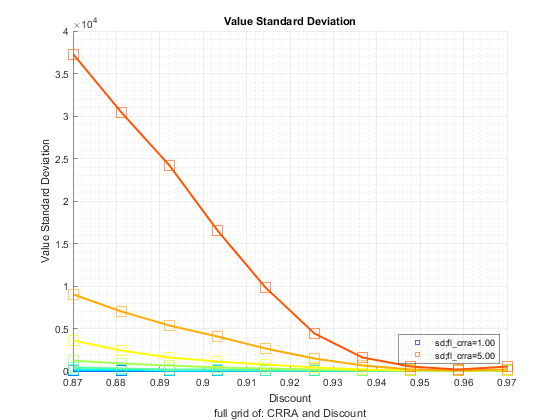 Value Standard Deviation
×10⁴
4
3.5
3
2.5
2
1.5
1
0.5
0
Value Standard Deviation
sd;fl_crra=1.00
sd;fl_crra=5.00
0.87 0.88 0.89 0.9 0.91 0.92 0.93 0.94 0.95 0.96 0.97
Discount
full grid of: CRRA and Discount